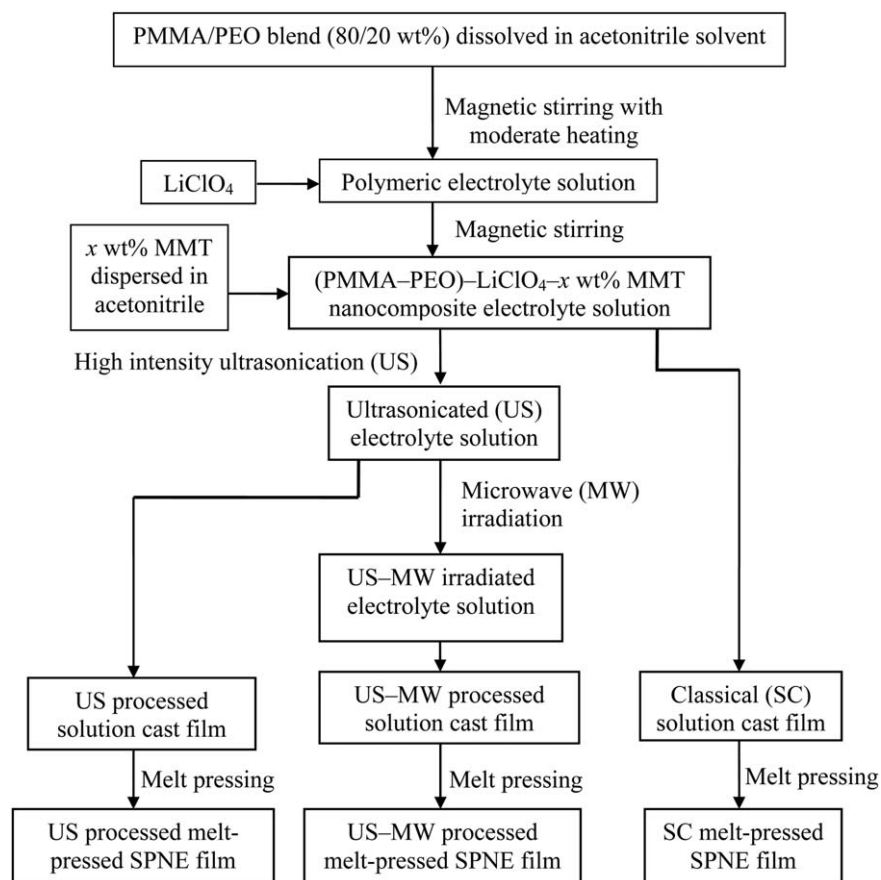 PMMA/PEO blend (80/20 wt%) dissolved in acetonitrile solvent
Magnetic stirring with
moderate heating
LiClO₄
Polymeric electrolyte solution
Magnetic stirring
x wt% MMT
dispersed in
acetonitrile
(PMMA–PEO)–LiClO₄–x wt% MMT
nanocomposite electrolyte solution
High intensity ultrasonication (US)
Ultrasonicated (US)
electrolyte solution
Microwave (MW)
irradiation
US–MW irradiated
electrolyte solution
US processed
solution cast film
US–MW processed
solution cast film
Classical (SC)
solution cast film
Melt pressing
Melt pressing
Melt pressing
US processed melt-
pressed SPNE film
US–MW processed
melt-pressed SPNE film
SC melt-pressed
SPNE film